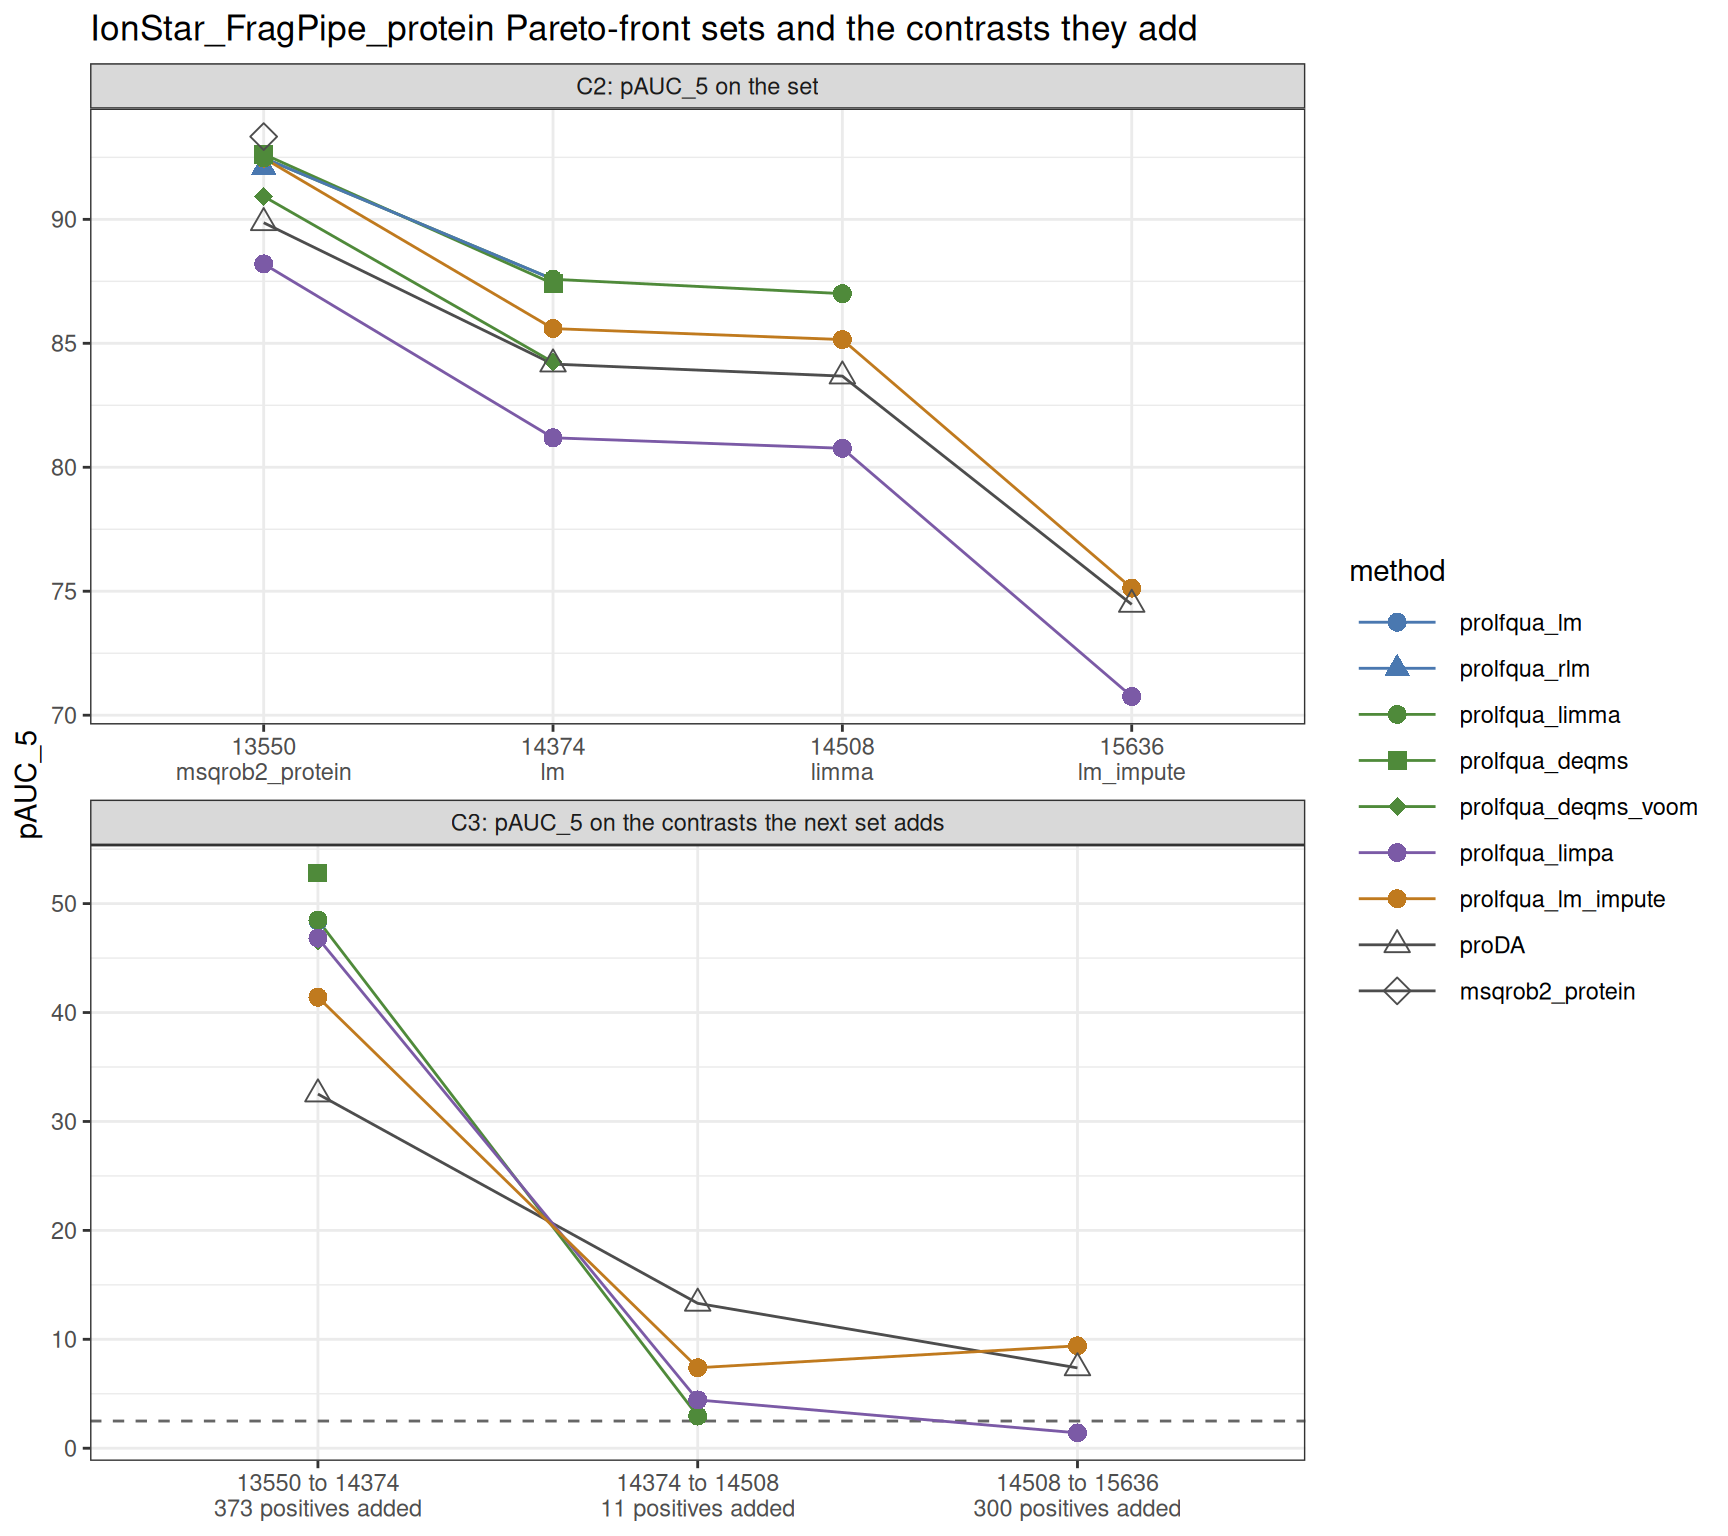 IonStar_FragPipe_protein Pareto-front sets and the contrasts they add
C2: pAUC_5 on the set
90
85
80
75
70
13550
msqrob2_protein
14374
lm
14508
limma
15636
lm_impute
pAUC_5
C3: pAUC_5 on the contrasts the next set adds
50
40
30
20
10
0
13550 to 14374
373 positives added
14374 to 14508
11 positives added
14508 to 15636
300 positives added
method
prolfqua_lm
prolfqua_rlm
prolfqua_limma
prolfqua_deqms
prolfqua_deqms_voom
prolfqua_limpa
prolfqua_lm_impute
proDA
msqrob2_protein